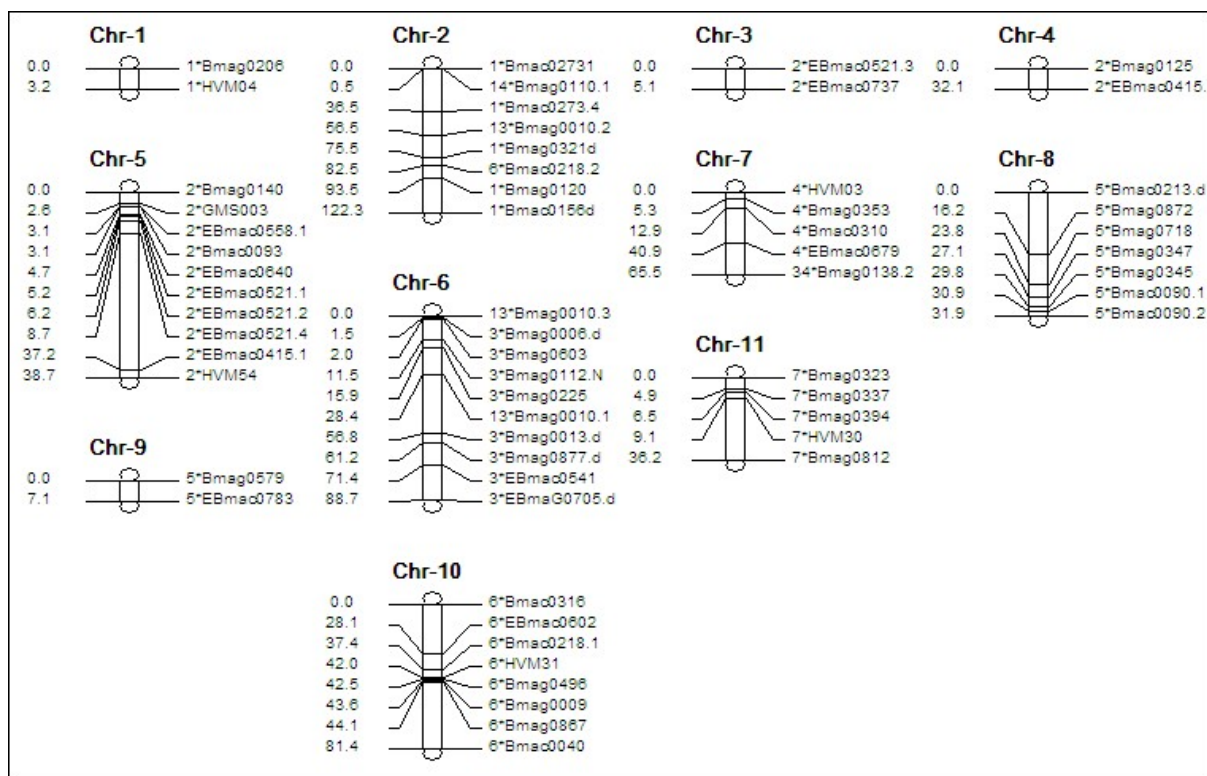 Chr-1
0.0 1*Bmag0206
3.2 1*HVM04
Chr-2
0.0 1*Bmac02731
0.5 14*Bmag0110.1
36.5 1*Bmac0273.4
56.5 13*Bmag0010.2
75.5 1*Bmag0321d
82.5 6*Bmac0218.2
93.5 1*Bmag0120
122.3 1*Bmac0156d
Chr-3
0.0 2*EBmac0521.3
5.1 2*EBmac0737
Chr-4
0.0 2*Bmag0125
32.1 2*EBmac0415.
Chr-5
0.0 2*Bmag0140
2.6 2*GMS003
3.1 2*EBmac0558.1
3.1 2*Bmac0093
4.7 2*EBmac0640
5.2 2*EBmac0521.1
6.2 2*EBmac0521.2
8.7 2*EBmac0521.4
37.2 2*EBmac0415.1
38.7 2*HVM54
Chr-6
0.0 13*Bmag0010.3
1.5 3*Bmag0006.d
2.0 3*Bmag0603
11.5 3*Bmag0112.N
15.9 3*Bmag0225
28.4 13*Bmag0010.1
56.8 3*Bmag0013.d
61.2 3*Bmag0877.d
71.4 3*EBmac0541
88.7 3*EBmaG0705.d
Chr-7
0.0 4*HVM03
5.3 4*Bmag0353
12.9 4*Bmac0310
40.9 4*EBmac0679
65.5 34*Bmag0138.2
Chr-8
0.0 5*Bmac0213.d
16.2 5*Bmag0872
23.8 5*Bmag0718
27.1 5*Bmag0347
29.8 5*Bmag0345
30.9 5*Bmac0090.1
31.9 5*Bmac0090.2
Chr-9
0.0 5*Bmag0579
7.1 5*EBmac0783
Chr-10
0.0 6*Bmac0316
28.1 6*EBmac0602
37.4 6*Bmac0218.1
42.0 6*HVM31
42.5 6*Bmag0496
43.6 6*Bmag0009
44.1 6*Bmag0867
81.4 6*Bmac0040
Chr-11
0.0 7*Bmag0323
4.9 7*Bmag0337
6.5 7*Bmag0394
9.1 7*HVM30
36.2 7*Bmag0812